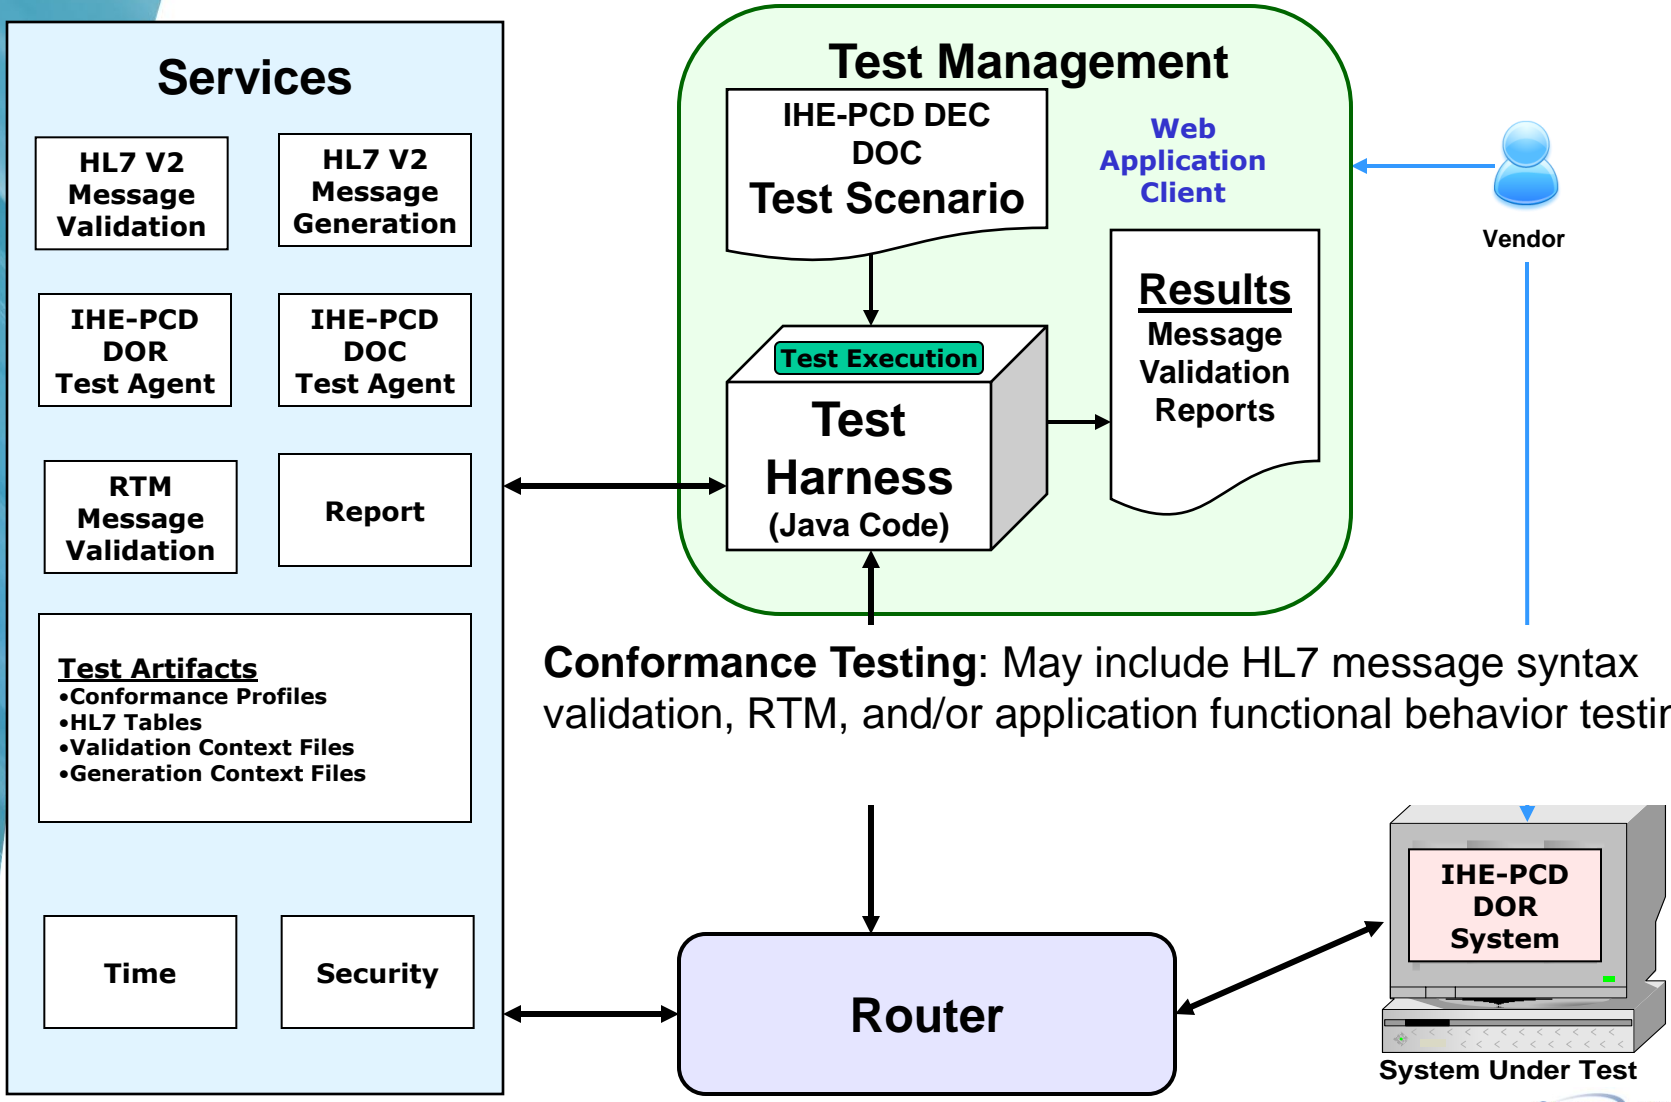 Services
HL7 V2
Message
Validation
HL7 V2
Message
Generation
IHE-PCD
DOR
Test Agent
IHE-PCD
DOC
Test Agent
RTM
Message
Validation
Report
Test Artifacts
•Conformance Profiles
•HL7 Tables
•Validation Context Files
•Generation Context Files
Time
Security
Test Management
IHE-PCD DEC
DOC
Test Scenario
Web
Application
Client
Results
Message
Validation
Reports
Test Execution
Test
Harness
(Java Code)
Vendor
Conformance Testing: May include HL7 message syntax
validation, RTM, and/or application functional behavior
Router
IHE-PCD
DOR
System
System Under Test